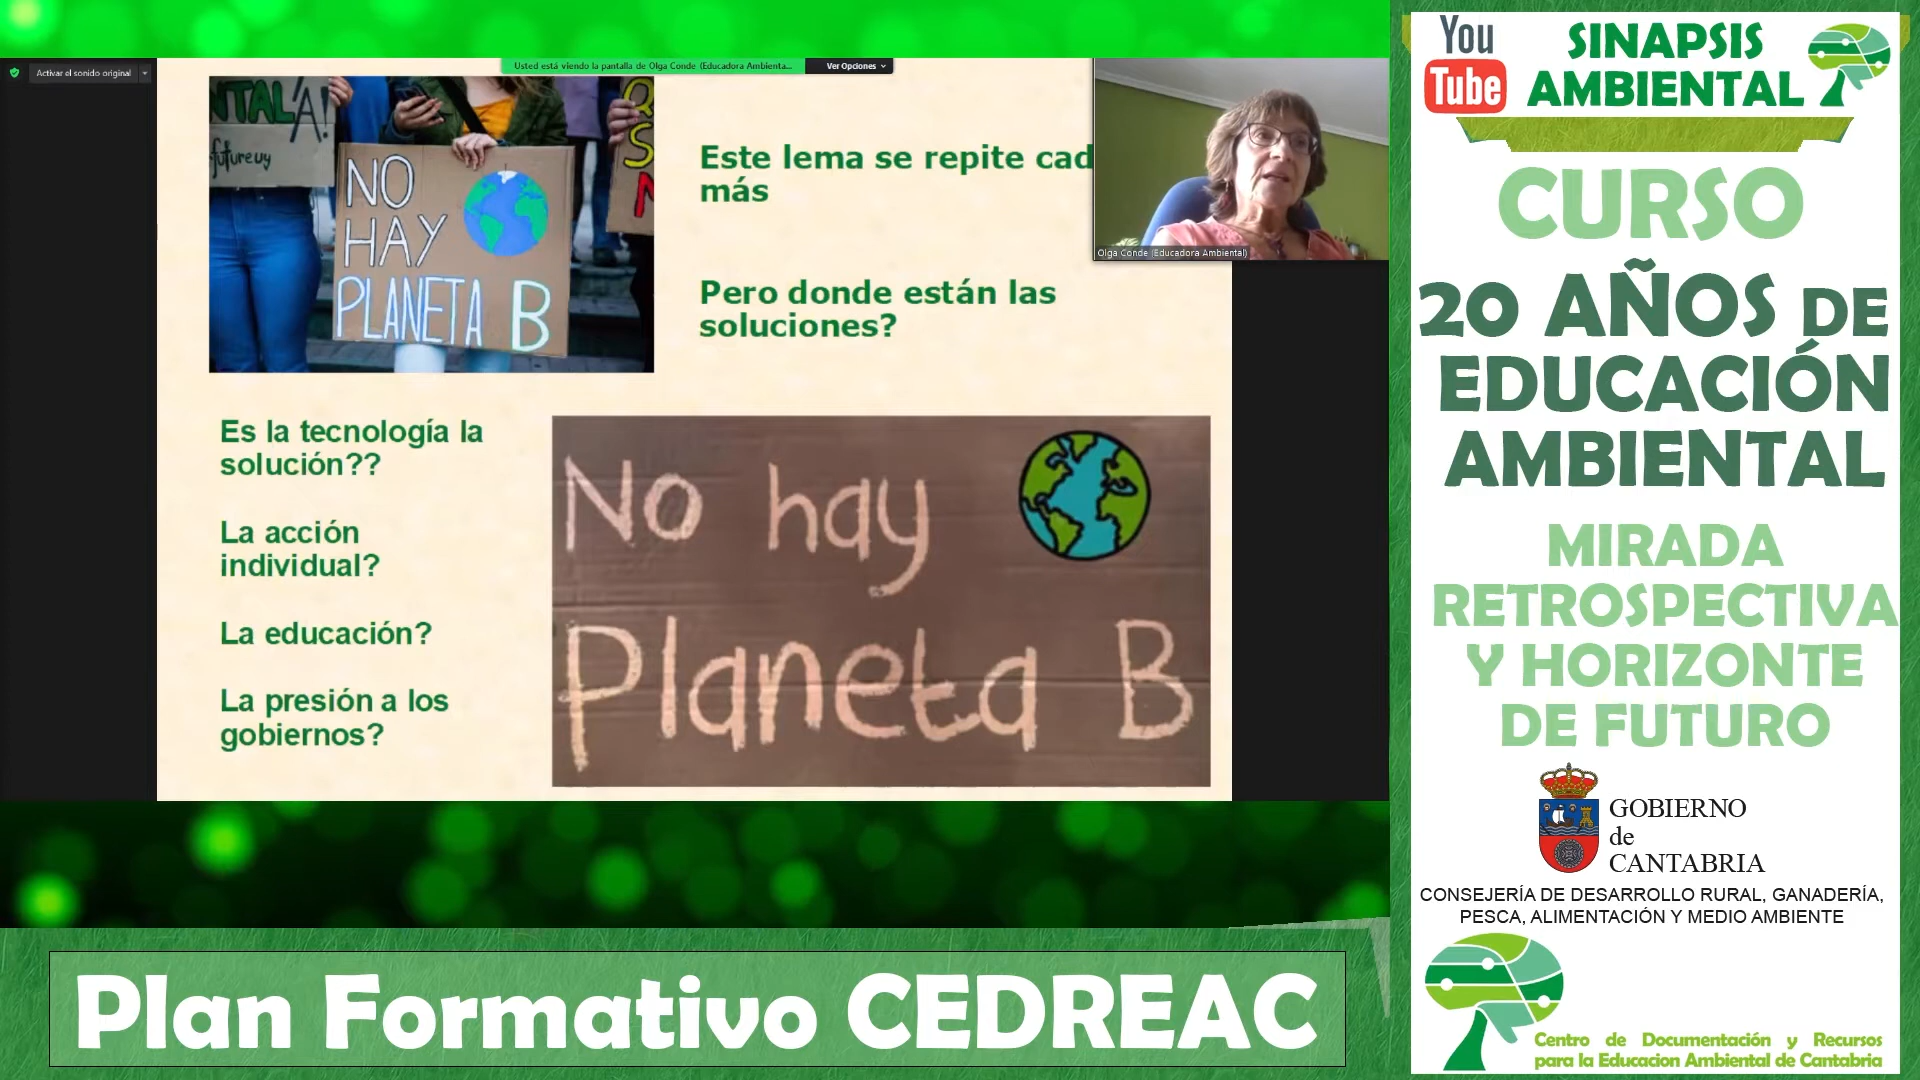 Activar el sonido original
Usted está viendo la pantalla de Olga Conde (Educadora Ambienta...
Ver Opciones
NTAL'A!
futureuy
NO
HAY
PLANETA B
Este lema se repite cad
más
Pero donde están las
soluciones?
Olga Conde (Educadora Ambiental)
Es la tecnología la
solución??
La acción
individual?
La educación?
La presión a los
gobiernos?
No hay
Planeta B
Plan Formativo CEDREAC
You
Tube
SINAPSIS
AMBIENTAL
CURSO
20 AÑOS DE
EDUCACIÓN
AMBIENTAL
MIRADA
RETROSPECTIVA
Y HORIZONTE
DE FUTURO
GOBIERNO
de
CANTABRIA
CONSEJERÍA DE DESARROLLO RURAL, GANADERÍA,
PESCA, ALIMENTACIÓN Y MEDIO AMBIENTE
Centro de Documentación y Recursos
para la Educacion Ambiental de Cantabria